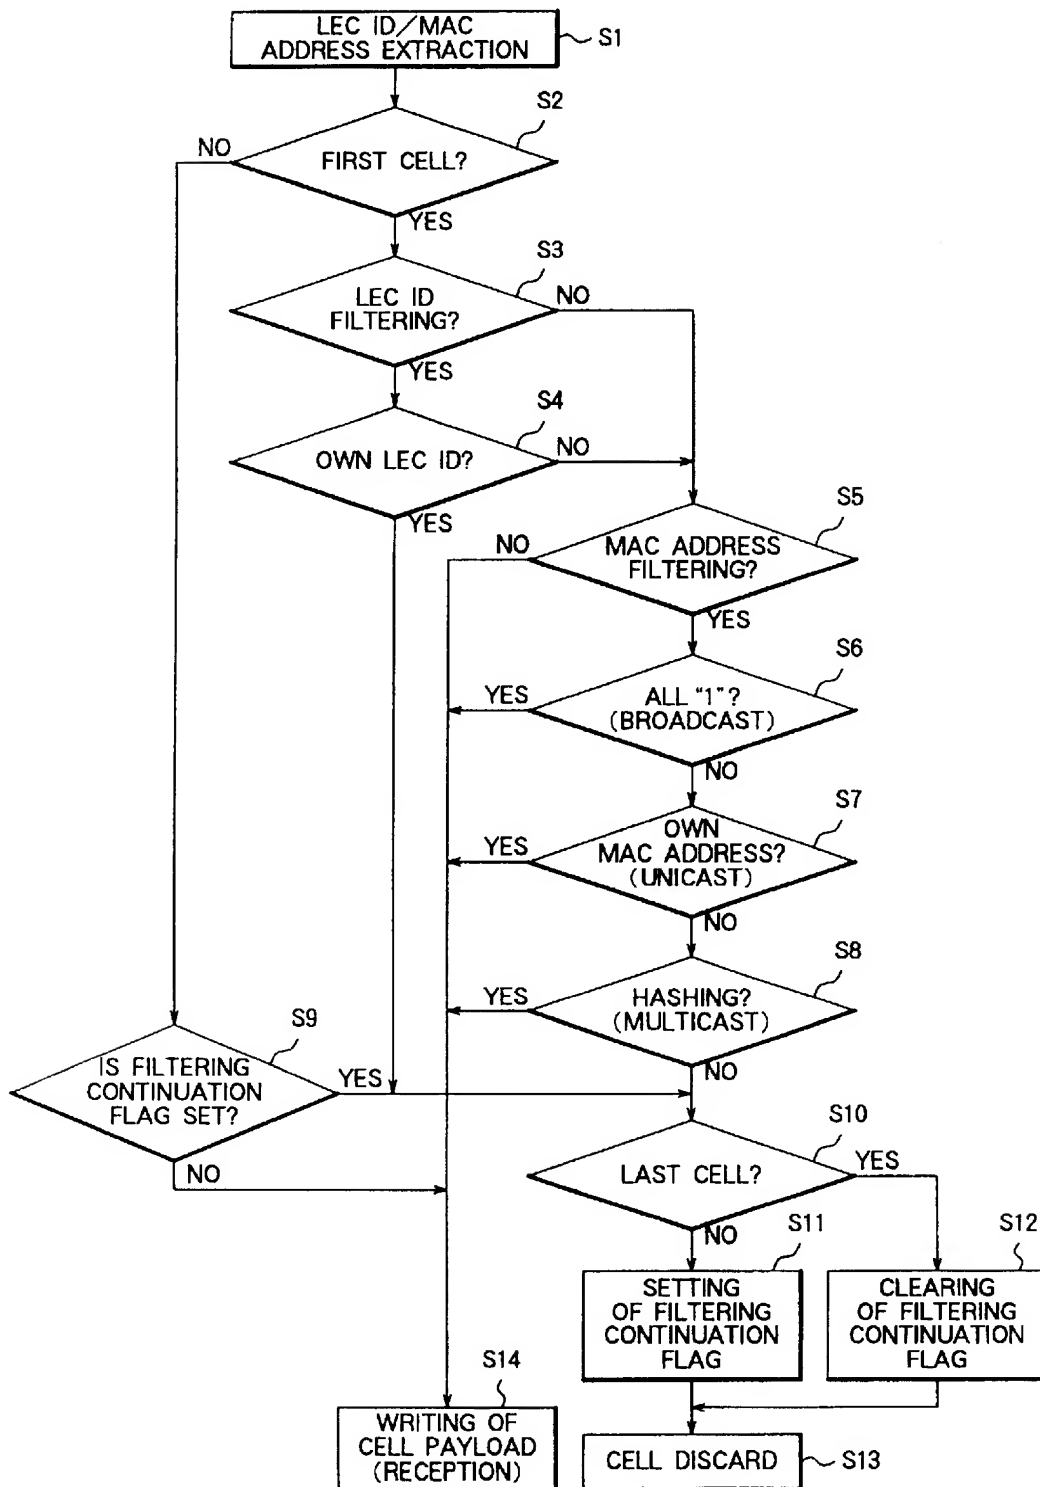 LEC ID/MAC
ADDRESS EXTRACTION
S1
S2
NO
FIRST CELL?
YES
S3
LEC ID
FILTERING?
NO
YES
S4
OWN LEC ID?
NO
YES
S5
NO
MAC ADDRESS
FILTERING?
YES
S6
YES
ALL "1"?
(BROADCAST)
NO
S7
YES
OWN
MAC ADDRESS?
(UNICAST)
NO
S8
YES
HASHING?
(MULTICAST)
NO
S9
IS FILTERING
CONTINUATION
FLAG SET?
YES
NO
S10
LAST CELL?
YES
NO
S11
SETTING
OF FILTERING
CONTINUATION
FLAG
S12
CLEARING
OF FILTERING
CONTINUATION
FLAG
S14
WRITING OF
CELL PAYLOAD
(RECEPTION)
CELL DISCARD
S13